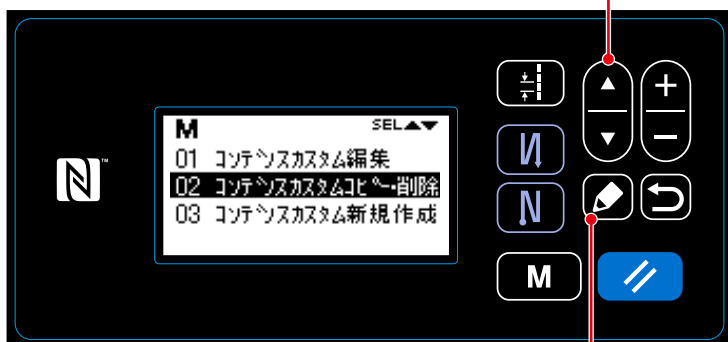 M SEL▲▼
01 コンデンスカスタム編集
02 コンデンスカスタムコピー・削除
03 コンデンスカスタム新規作成
N™
M